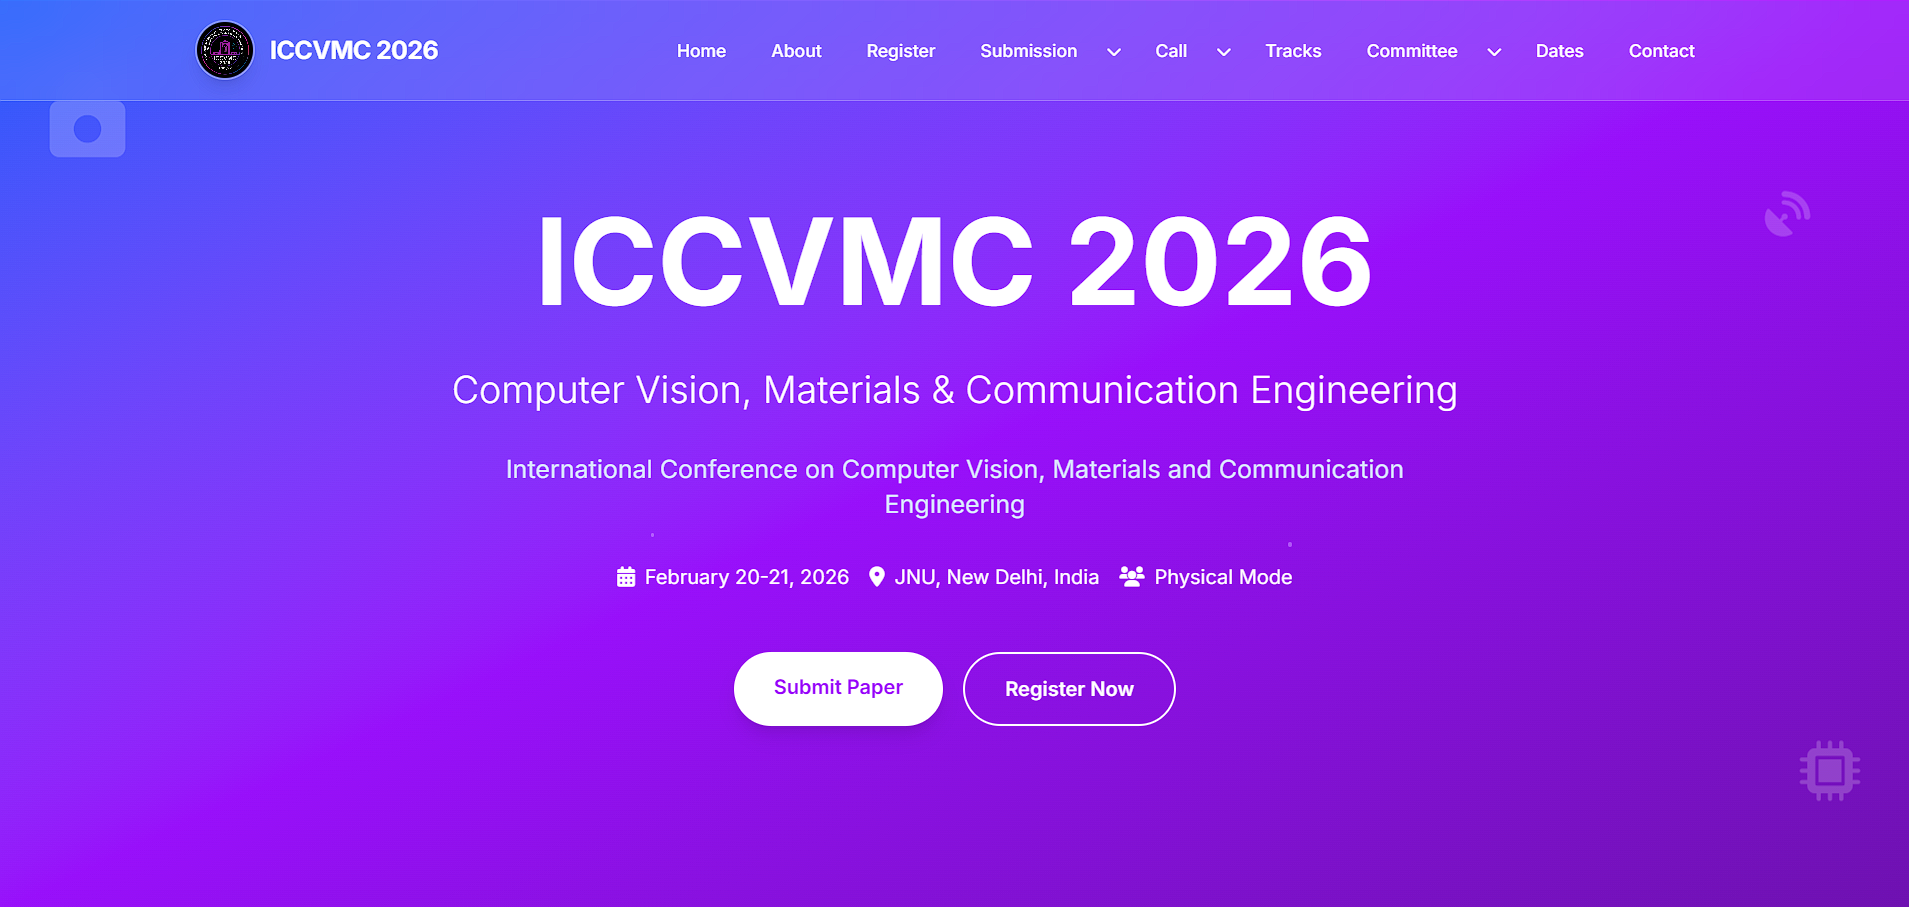 ICCVMC 2026
Home About Register Submission Call Tracks Committee Dates Contact
ICCVMC 2026
Computer Vision, Materials & Communication Engineering
International Conference on Computer Vision, Materials and Communication
Engineering
February 20-21, 2026 JNU, New Delhi, India Physical Mode
Submit Paper Register Now